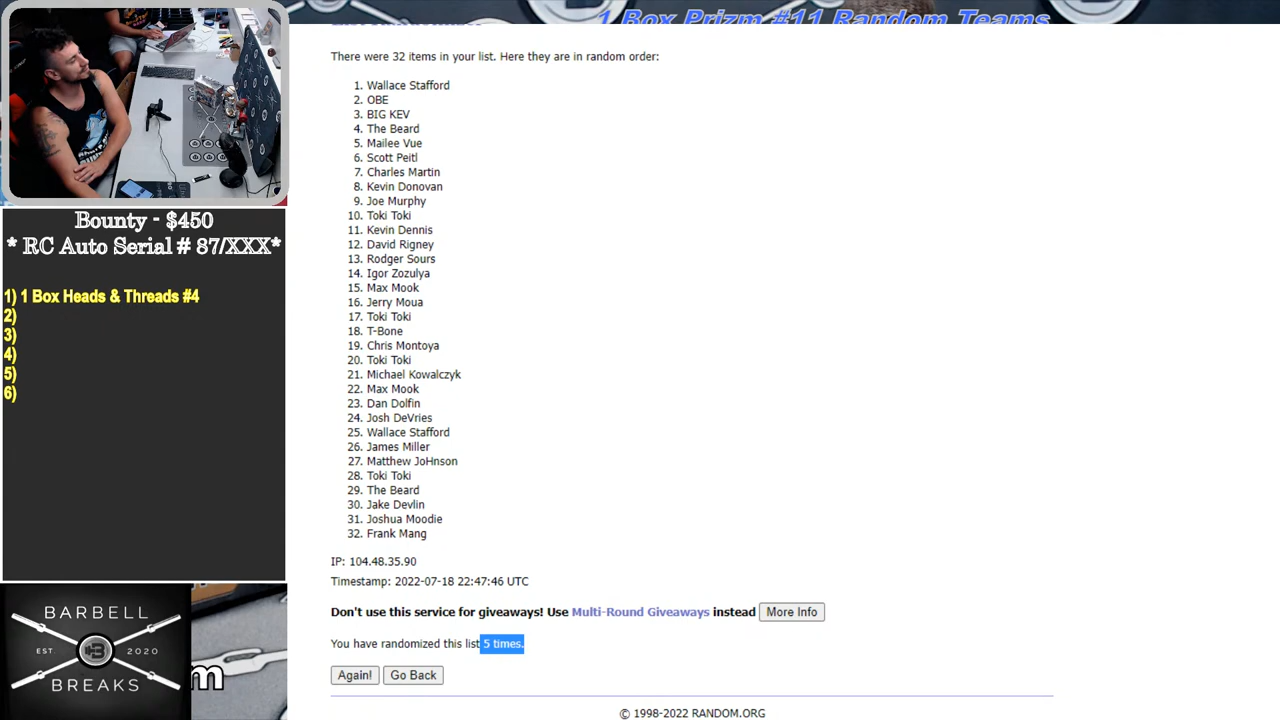 1 Box Prizm #11 Random Teams
There were 32 items in your list. Here they are in random order:
1. Wallace Stafford
2. OBE
3. BIG KEV
4. The Beard
5. Mailee Vue
6. Scott Peitl
7. Charles Martin
8. Kevin Donovan
9. Joe Murphy
10. Toki Toki
11. Kevin Dennis
12. David Rigney
13. Rodger Sours
14. Igor Zozulya
15. Max Mook
16. Jerry Moua
17. Toki Toki
18. T-Bone
19. Chris Montoya
20. Toki Toki
21. Michael Kowalczyk
22. Max Mook
23. Dan Dolfin
24. Josh DeVries
25. Wallace Stafford
26. James Miller
27. Matthew JoHnson
28. Toki Toki
29. The Beard
30. Jake Devlin
31. Joshua Moodie
32. Frank Mang
IP: 104.48.35.90
Timestamp: 2022-07-18 22:47:46 UTC
Don't use this service for giveaways! Use Multi-Round Giveaways instead More Info
You have randomized this list 5 times.
Again! Go Back
© 1998-2022 RANDOM.ORG
Bounty - $450
* RC Auto Serial # 87/XXX*
1) 1 Box Heads & Threads #4
2)
3)
4)
5)
6)
BARBELL
EST 2020
BREAKS
m